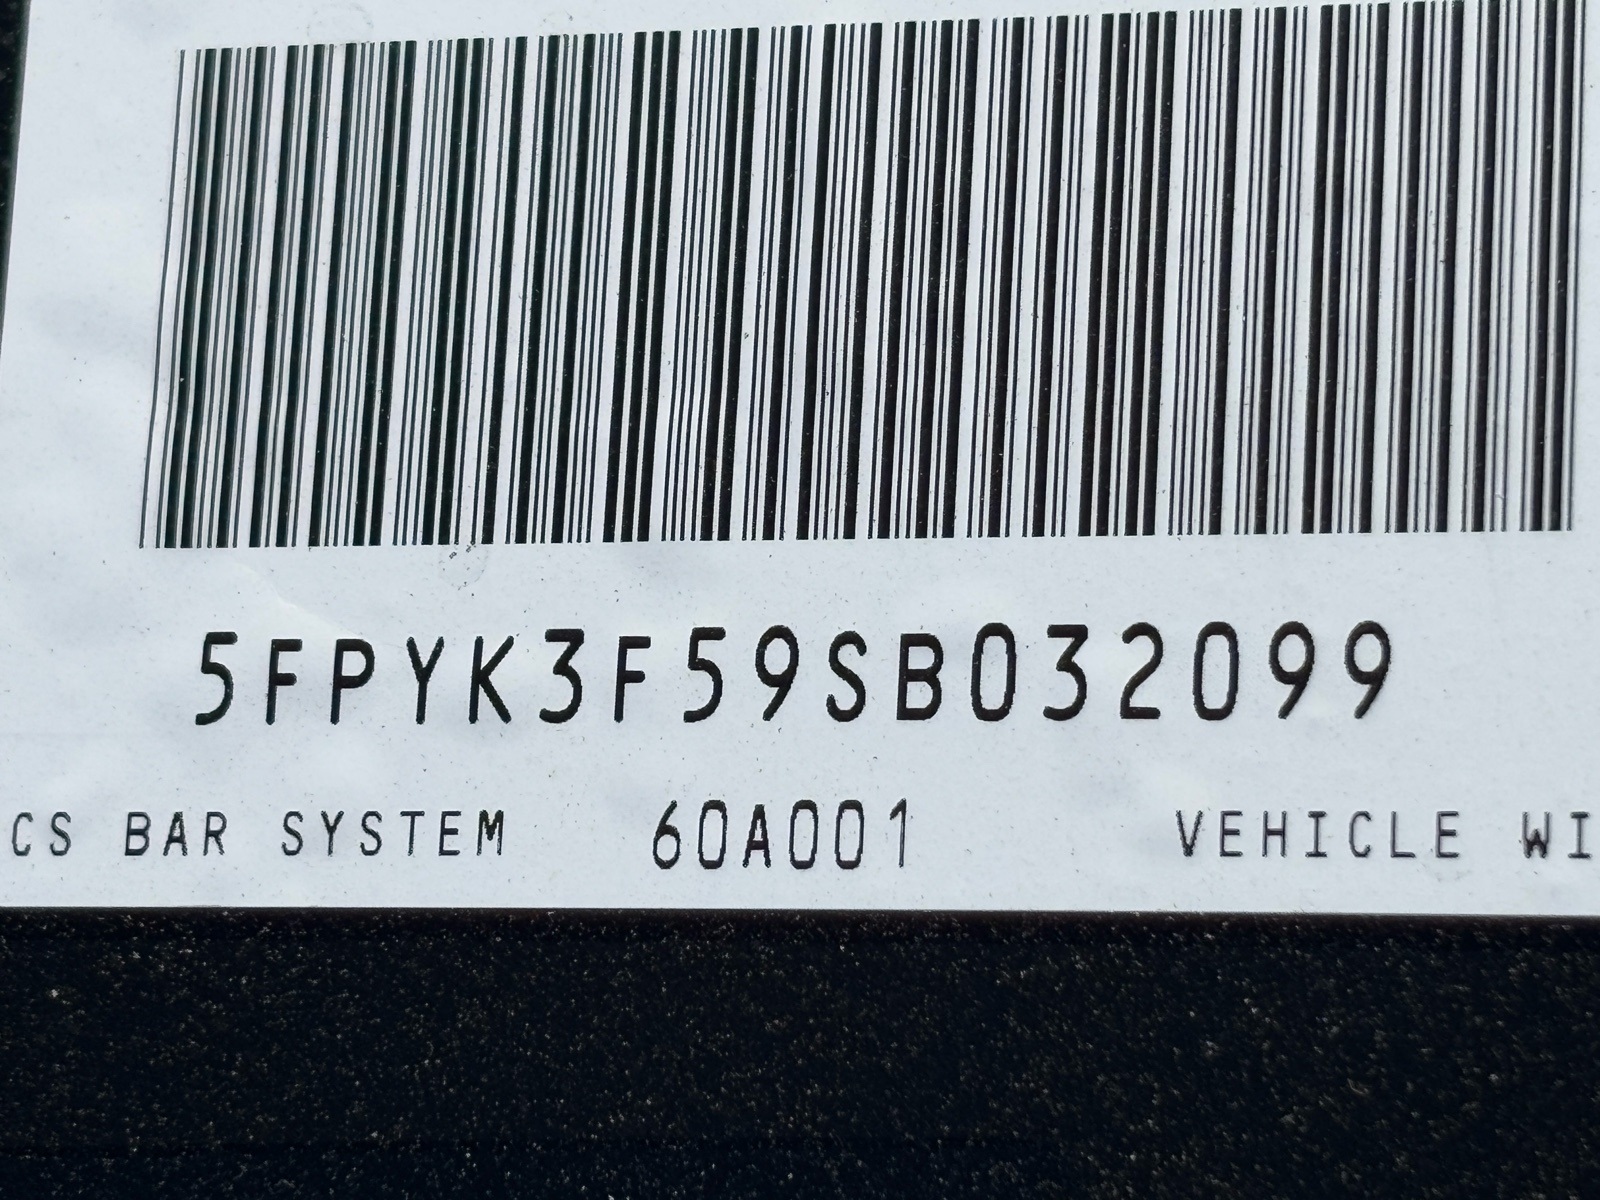 5FPYK3F59SB032099
CS BAR SYSTEM 60A001 VEHICLE WI